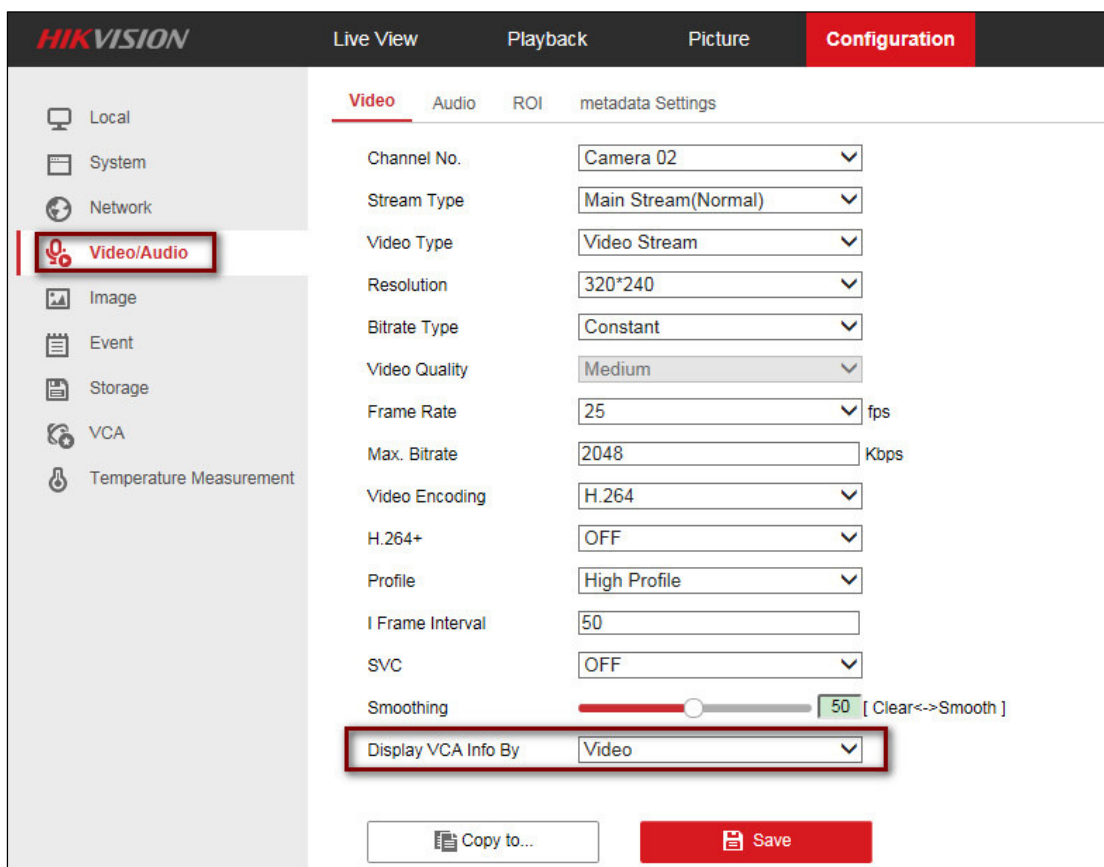 HIKVISION Live View Playback Picture Configuration
Local
System
Network
Video/Audio
Image
Event
Storage
VCA
Temperature Measurement
Video Audio ROI metadata Settings
Channel No. Camera 02
Stream Type Main Stream(Normal)
Video Type Video Stream
Resolution 320*240
Bitrate Type Constant
Video Quality Medium
Frame Rate 25 fps
Max. Bitrate 2048 Kbps
Video Encoding H.264
H.264+ OFF
Profile High Profile
I Frame Interval 50
SVC OFF
Smoothing 50 [ Clear<->Smooth ]
Display VCA Info By Video
Copy to... Save